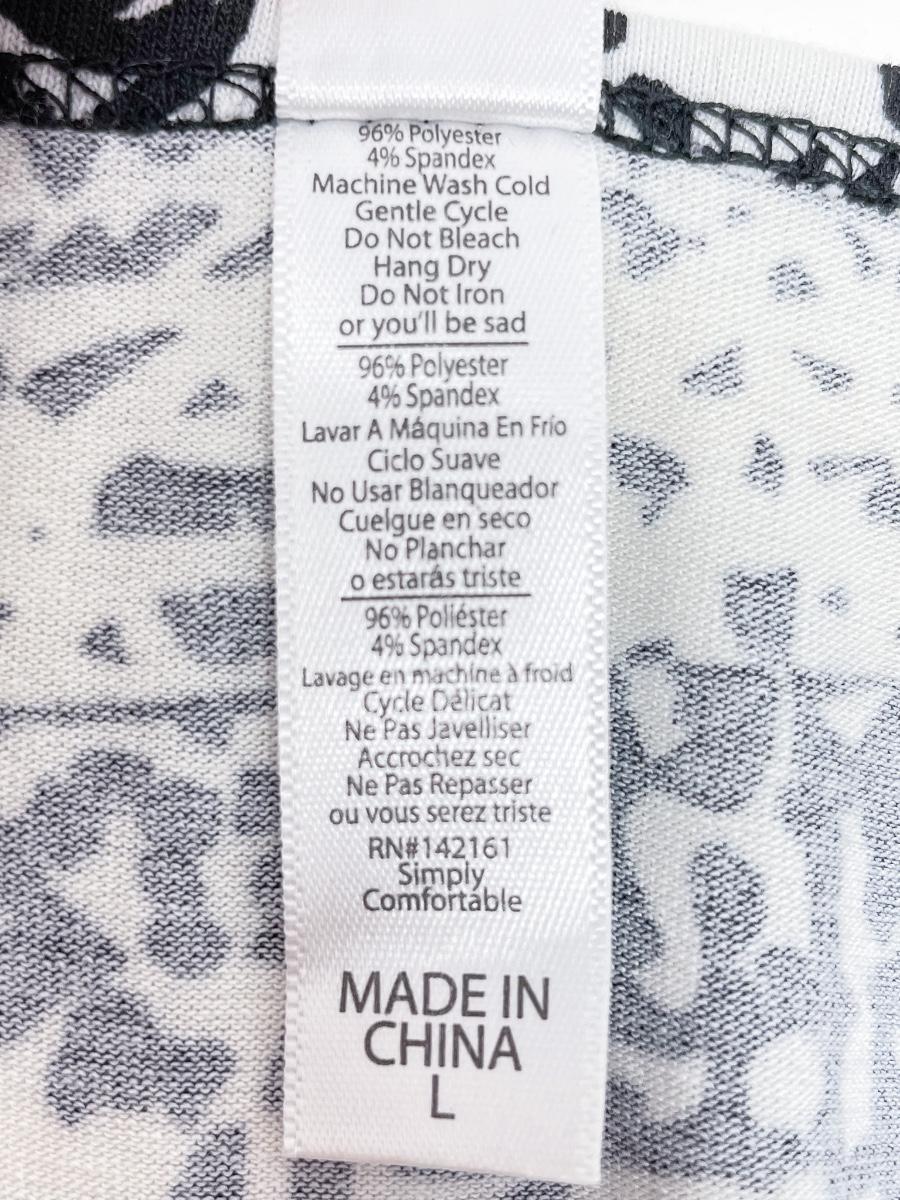 96% Polyester
4% Spandex
Machine Wash Cold
Gentle Cycle
Do Not Bleach
Hang Dry
Do Not Iron
or you'll be sad
96% Polyester
4% Spandex
Lavar A Máquina En Frío
Ciclo Suave
No Usar Blanqueador
Cuelgue en seco
No Planchar
o estarás triste
96% Poliéster
4% Spandex
Lavage en machine à froid
Cycle Délicat
Ne Pas Javelliser
Accrochez sec
Ne Pas Repasser
ou vous serez triste
RN#142161
Simply
Comfortable
MADE IN
CHINA
L